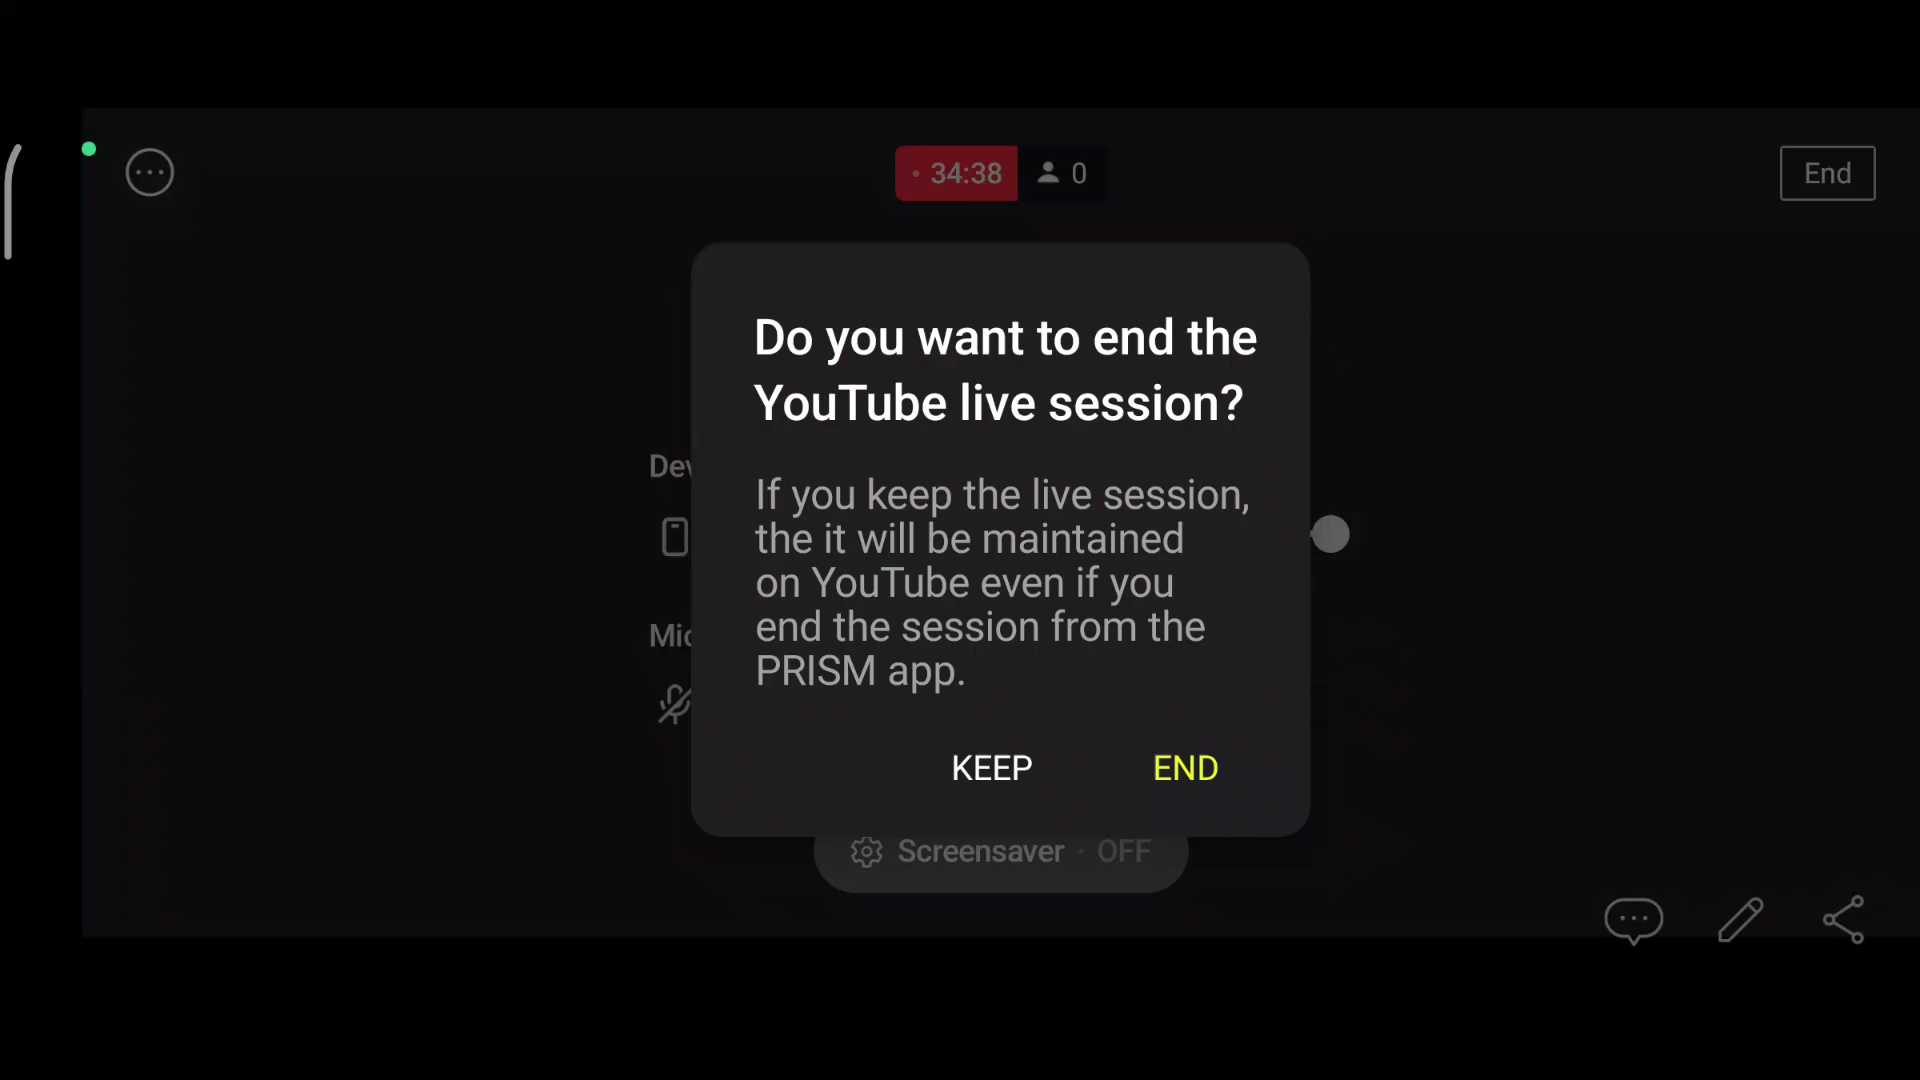 34:38
0
End
Do you want to end the
YouTube live session?
If you keep the live session,
the it will be maintained
on YouTube even if you
end the session from the
PRISM app.
KEEP
END
Screensaver · OFF